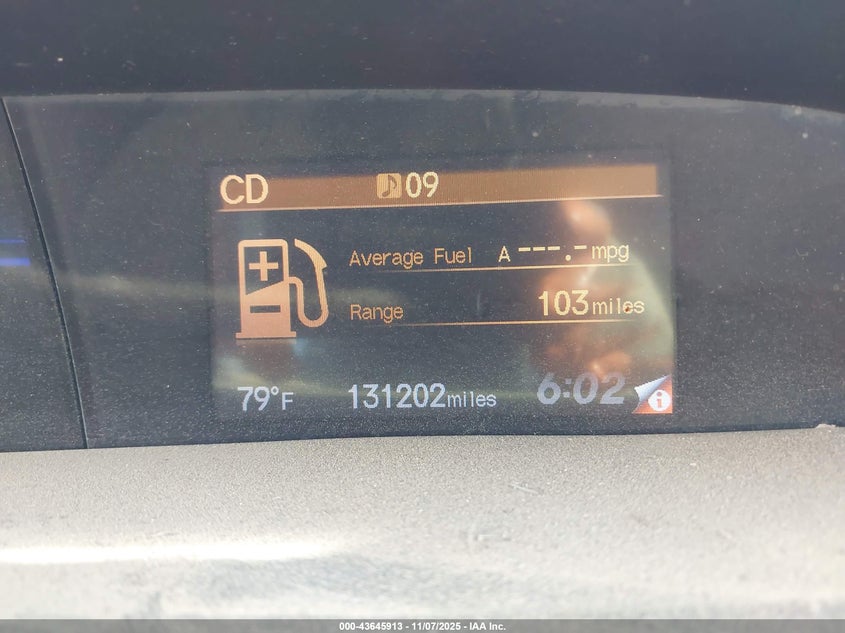 CD 09
Average Fuel A ---.- mpg
Range 103 miles
79°F 131202 miles 6:02 i
000-43645913 - 11/07/2025 - IAA Inc.